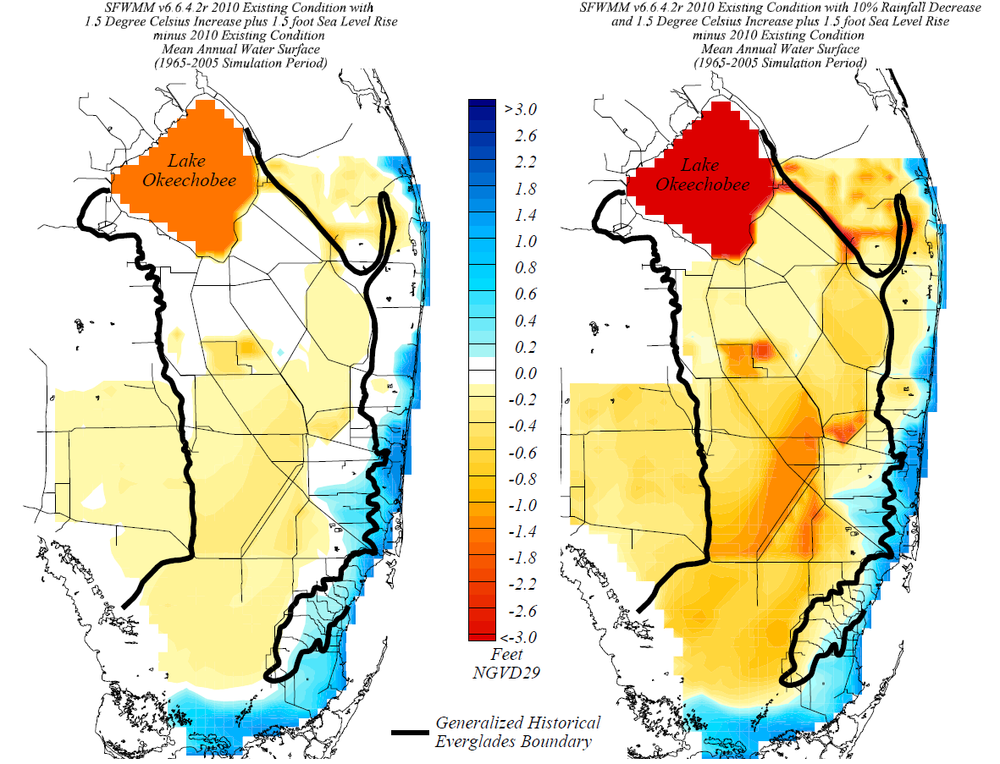 SFWMM v6.6.4.2r 2010 Existing Condition with
1.5 Degree Celsius Increase plus 1.5 foot Sea Level Rise
minus 2010 Existing Condition
Mean Annual Water Surface
(1965-2005 Simulation Period)
SFWMM v6.6.4.2r 2010 Existing Condition with 10% Rainfall Decrease
and 1.5 Degree Celsius Increase plus 1.5 foot Sea Level Rise
minus 2010 Existing Condition
Mean Annual Water Surface
(1965-2005 Simulation Period)
Lake
Okeechobee
>3.0
2.6
2.2
1.8
1.4
1.0
0.8
0.6
0.4
0.2
0.0
-0.2
-0.4
-0.6
-0.8
-1.0
-1.4
-1.8
-2.2
-2.6
<-3.0
Feet
NGVD29
Lake
Okeechobee
Generalized Historical
Everglades Boundary